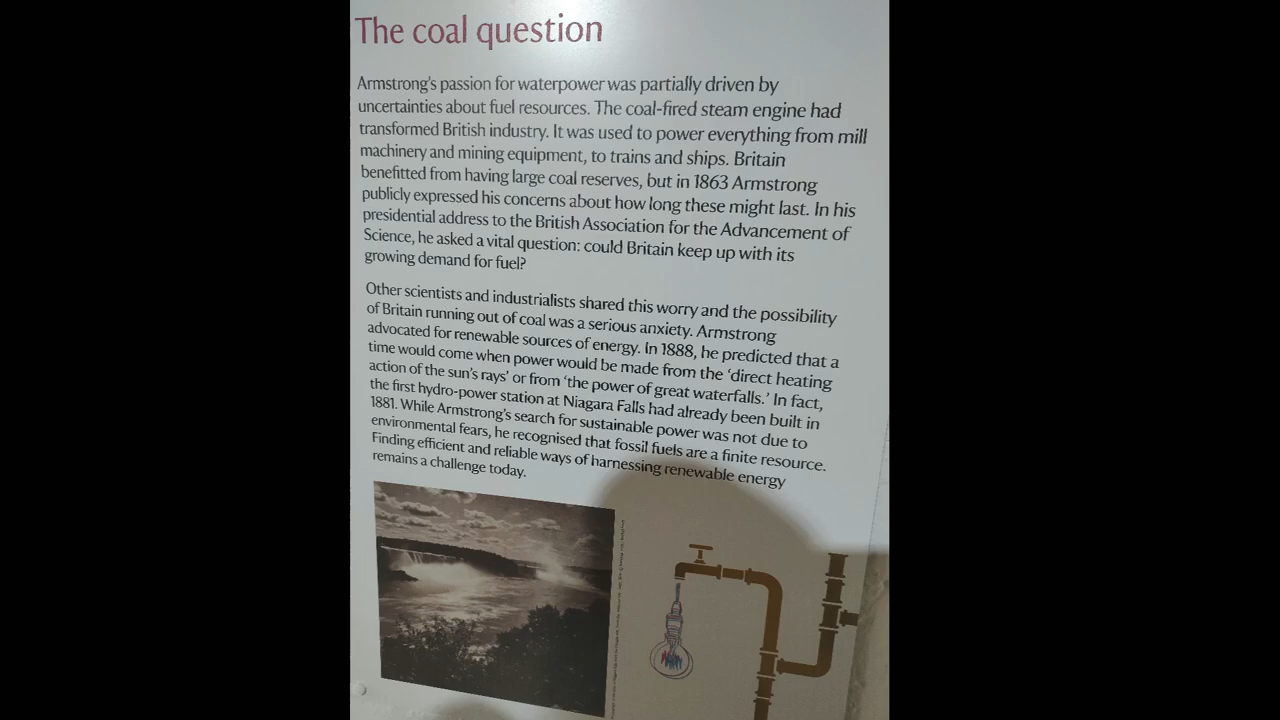 The coal question
Armstrong's passion for waterpower was partially driven by
uncertainties about fuel resources. The coal-fired steam engine had
transformed British industry. It was used to power everything from mill
machinery and mining equipment, to trains and ships. Britain
benefitted from having large coal reserves, but in 1863 Armstrong
publicly expressed his concerns about how long these might last. In his
presidential address to the British Association for the Advancement of
Science, he asked a vital question: could Britain keep up with its
growing demand for fuel?
Other scientists and industrialists shared this worry and the possibility
of Britain running out of coal was a serious anxiety. Armstrong
advocated for renewable sources of energy. In 1888, he predicted that a
time would come when power would be made from the 'direct heating
action of the sun's rays' or from 'the power of great waterfalls.' In fact,
the first hydro-power station at Niagara Falls had already been built in
1881. While Armstrong's search for sustainable power was not due to
environmental fears, he recognised that fossil fuels are a finite resource.
Finding efficient and reliable ways of harnessing renewable energy
remains a challenge today.